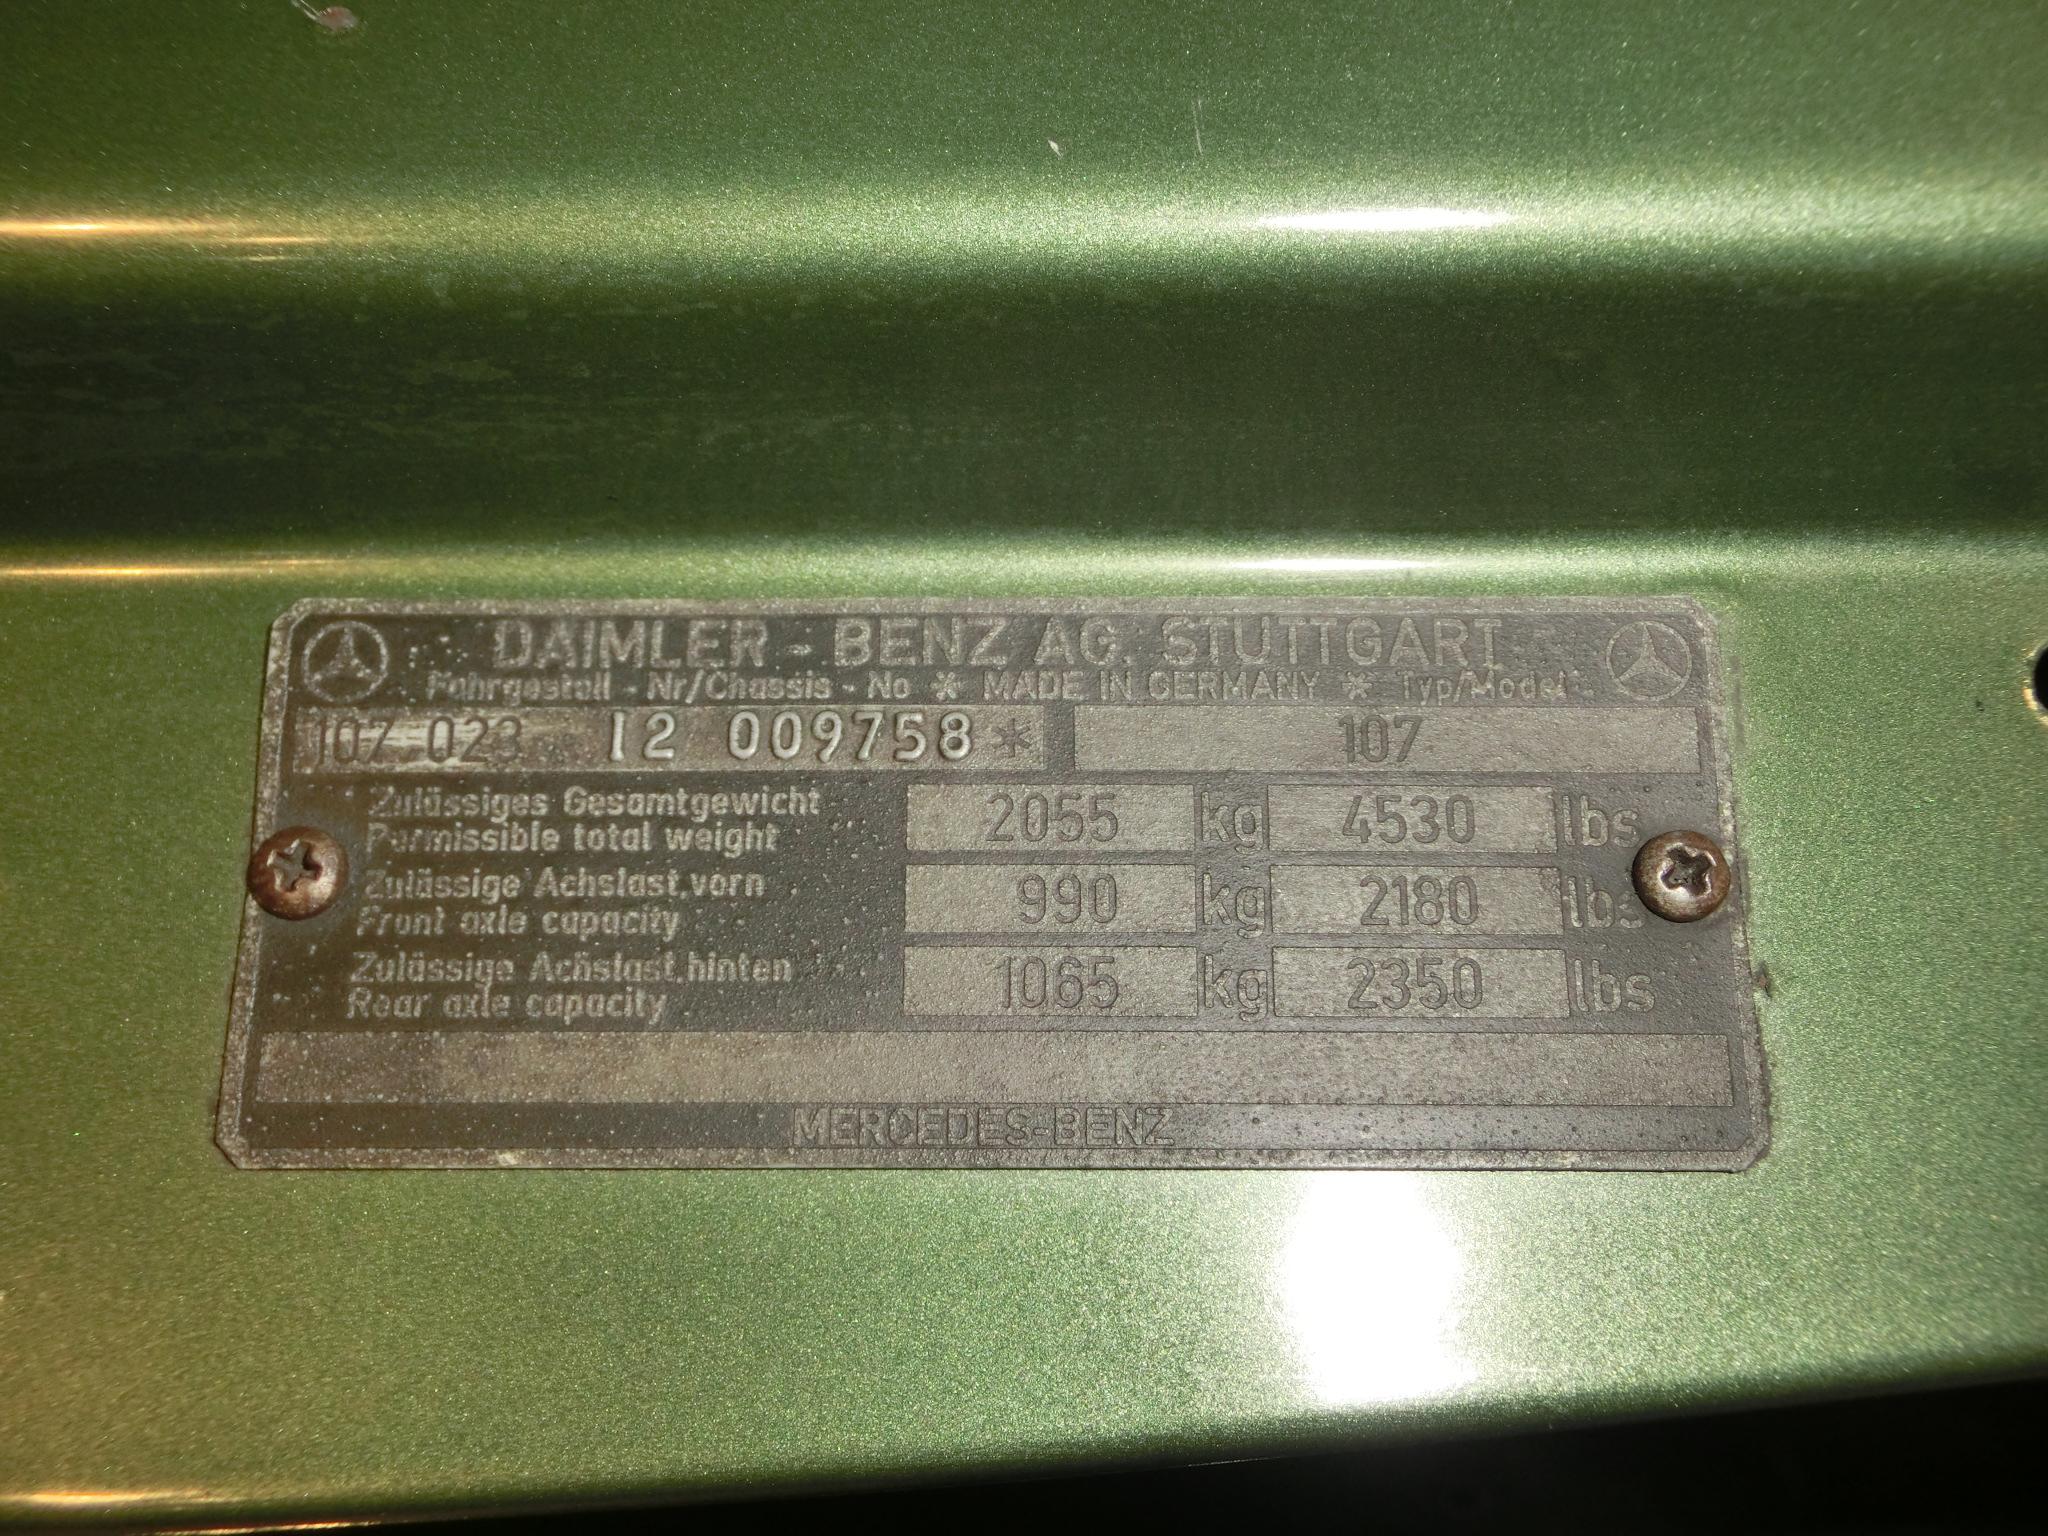 DAIMLER - BENZ AG. STUTTGART
Fahrgestell - Nr/Chassis - No * MADE IN GERMANY * Typ/Model
107 023 12 009758* 107
Zulässiges Gesamtgewicht
Permissible total weight 2055 kg 4530 lbs
Zulässige Achslast,vorn
Front axle capacity 990 kg 2180 lbs
Zulässige Achslast,hinten
Rear axle capacity 1065 kg 2350 lbs
MERCEDES-BENZ